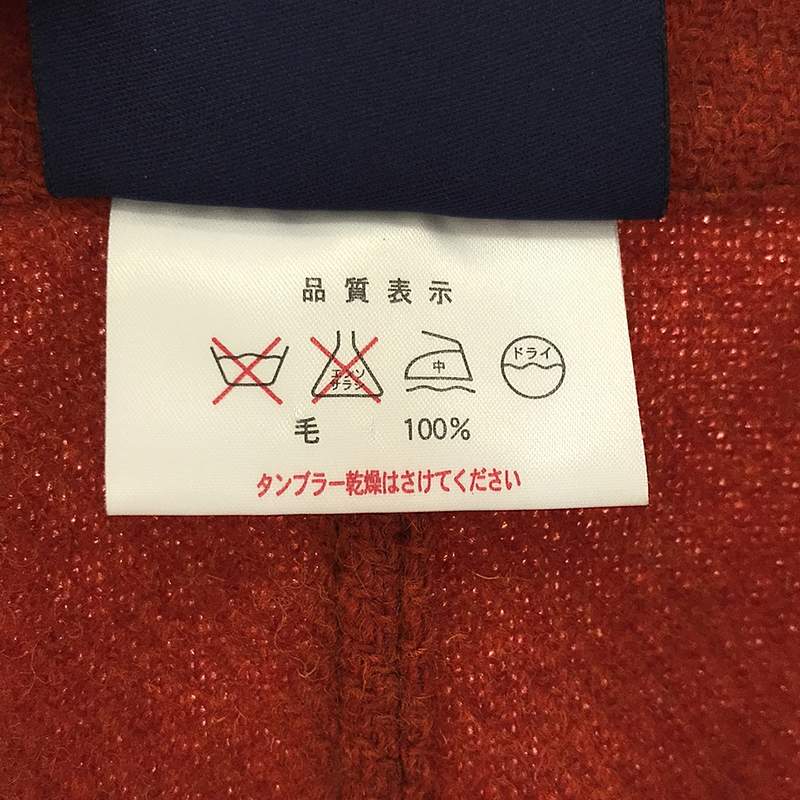 品質表示
エンソ
サラシ
中
ドライ
毛 100%
タンブラー乾燥はさけてください